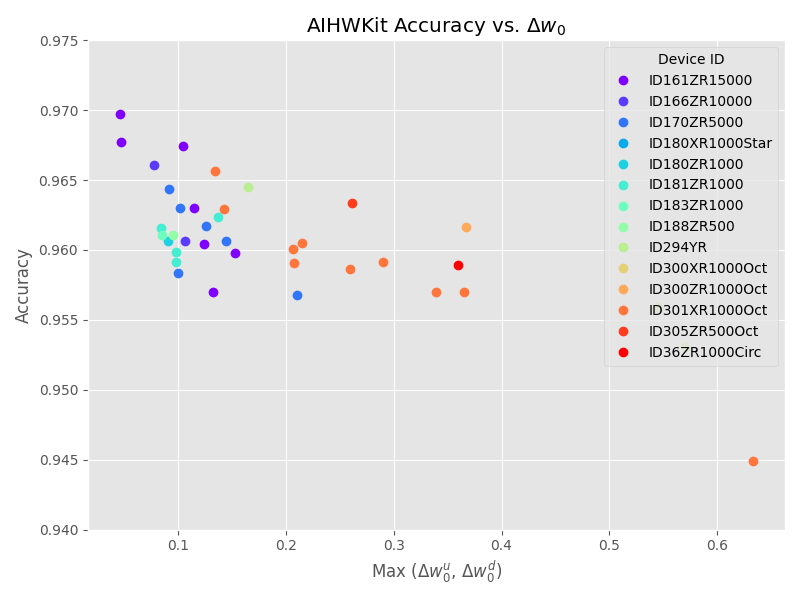 AIHWKit Accuracy vs. Δw₀
Accuracy
0.975
0.970
0.965
0.960
0.955
0.950
0.945
0.940
Device ID
ID161ZR15000
ID166ZR10000
ID170ZR5000
ID180XR1000Star
ID180ZR1000
ID181ZR1000
ID183ZR1000
ID188ZR500
ID294YR
ID300XR1000Oct
ID300ZR1000Oct
ID301XR1000Oct
ID305ZR500Oct
ID36ZR1000Circ
0.1 0.2 0.3 0.4 0.5 0.6
Max (Δw₀ᵘ, Δw₀ᵈ)